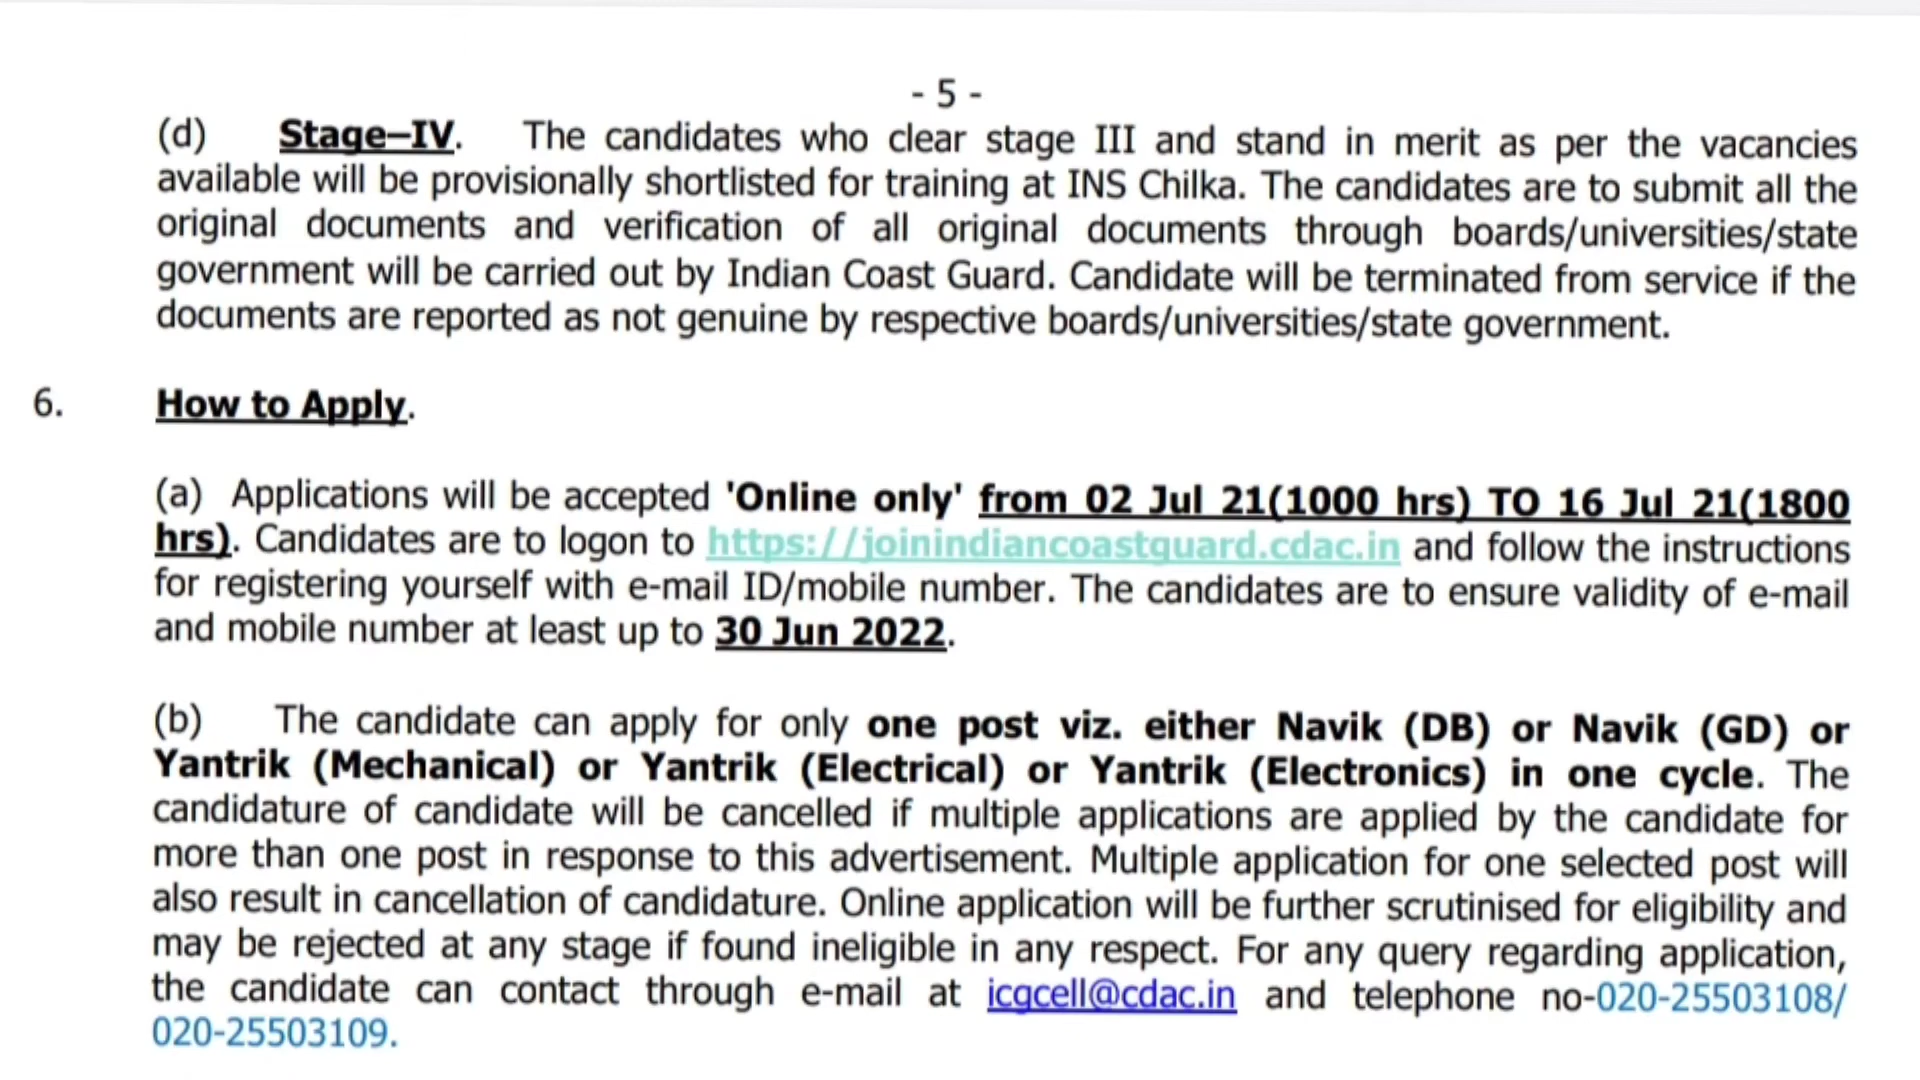 - 5 -
(d) Stage–IV. The candidates who clear stage III and stand in merit as per the vacancies
available will be provisionally shortlisted for training at INS Chilka. The candidates are to submit all the
original documents and verification of all original documents through boards/universities/state
government will be carried out by Indian Coast Guard. Candidate will be terminated from service if the
documents are reported as not genuine by respective boards/universities/state government.
6. How to Apply.
(a) Applications will be accepted 'Online only' from 02 Jul 21(1000 hrs) TO 16 Jul 21(1800
hrs). Candidates are to logon to https://joinindiancoastguard.cdac.in and follow the instructions
for registering yourself with e-mail ID/mobile number. The candidates are to ensure validity of e-mail
and mobile number at least up to 30 Jun 2022.
(b) The candidate can apply for only one post viz. either Navik (DB) or Navik (GD) or
Yantrik (Mechanical) or Yantrik (Electrical) or Yantrik (Electronics) in one cycle. The
candidature of candidate will be cancelled if multiple applications are applied by the candidate for
more than one post in response to this advertisement. Multiple application for one selected post will
also result in cancellation of candidature. Online application will be further scrutinised for eligibility and
may be rejected at any stage if found ineligible in any respect. For any query regarding application,
the candidate can contact through e-mail at icgcell@cdac.in and telephone no-020-25503108/
020-25503109.